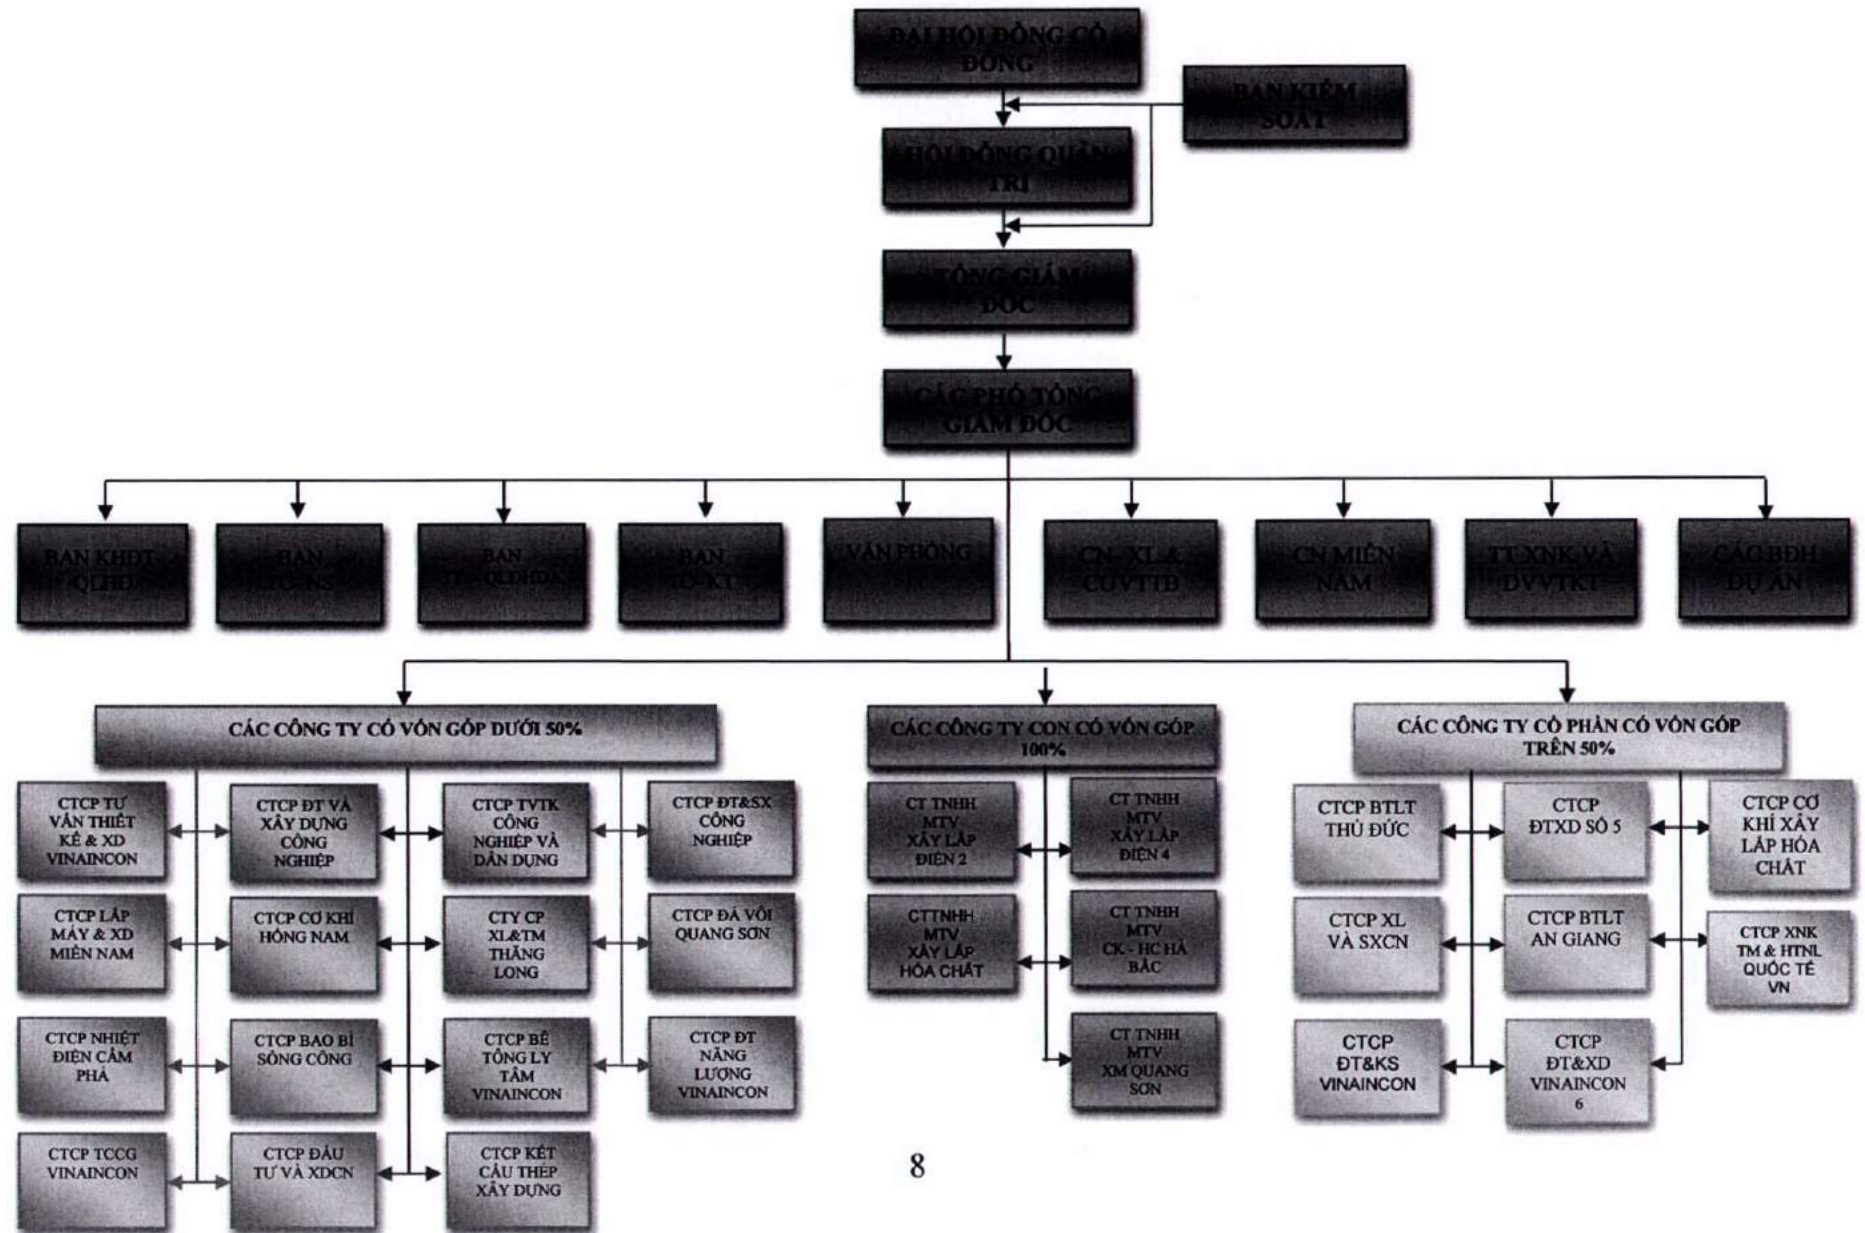 ĐẠI HỘI ĐỒNG CỔ
ĐÔNG
BAN KIỂM
SOÁT
HỘI ĐỒNG QUẢN
TRỊ
TỔNG GIÁM
ĐỐC
CÁC PHÓ TỔNG
GIÁM ĐỐC
BAN KHĐT-
QLHĐ
BAN
TC-NS
BAN
BAN
TC-KT
VĂN PHÒNG
CN. XL &
CUVTTB
CN MIỀN
NAM
TT XNK VÀ
DVVTKT
CÁC BĐH
DỰ ÁN
CÁC CÔNG TY CÓ VỐN GÓP DƯỚI 50%
CÁC CÔNG TY CON CÓ VỐN GÓP
100%
CÁC CÔNG TY CỔ PHẦN CÓ VỐN GÓP
TRÊN 50%
CTCP TƯ
VẤN THIẾT
KẾ & XD
VINAINCON
CTCP ĐT VÀ
XÂY DỰNG
CÔNG
NGHIỆP
CTCP TVTK
CÔNG
NGHIỆP VÀ
DÂN DỤNG
CTCP ĐT&SX
CÔNG
NGHIỆP
CTCP LẮP
MÁY & XD
MIỀN NAM
CTCP CƠ KHÍ
HỒNG NAM
CTY CP
XL&TM
THĂNG
LONG
CTCP ĐÁ VÔI
QUANG SƠN
CTCP NHIỆT
ĐIỆN CẨM
PHẢ
CTCP BAO BÌ
SÔNG CÔNG
CTCP BÊ
TÔNG LY
TÂM
VINAINCON
CTCP ĐT
NĂNG
LƯỢNG
VINAINCON
CTCP TCCG
VINAINCON
CTCP ĐẦU
TƯ VÀ XDCN
CTCP KẾT
CẤU THÉP
XÂY DỰNG
CT TNHH
MTV
XÂY LẮP
ĐIỆN 2
CT TNHH
MTV
XÂY LẮP
ĐIỆN 4
CTTNHH
MTV
XÂY LẮP
HÓA CHẤT
CT TNHH
MTV
CK - HC HÀ
BẮC
CT TNHH
MTV
XM QUANG
SƠN
CTCP BTLT
THỦ ĐỨC
CTCP
ĐTXD SỐ 5
CTCP CƠ
KHÍ XÂY
LẮP HÓA
CHẤT
CTCP XL
VÀ SXCN
CTCP BTLT
AN GIANG
CTCP XNK
TM & HTNL
QUỐC TẾ
VN
CTCP
ĐT&KS
VINAINCON
CTCP
ĐT&XD
VINAINCON
6
8